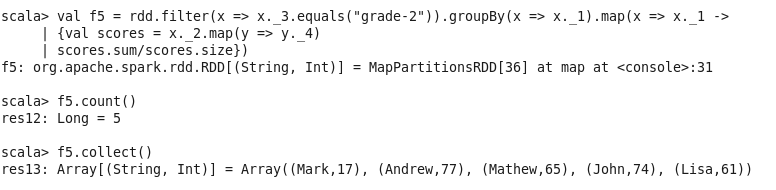 scala> val f5 = rdd.filter(x => x._3.equals("grade-2")).groupBy(x => x._1).map(x => x._1 ->
     | {val scores = x._2.map(y => y._4)
     | scores.sum/scores.size})
f5: org.apache.spark.rdd.RDD[(String, Int)] = MapPartitionsRDD[36] at map at <console>:31
scala> f5.count()
res12: Long = 5
scala> f5.collect()
res13: Array[(String, Int)] = Array((Mark,17), (Andrew,77), (Mathew,65), (John,74), (Lisa,61))